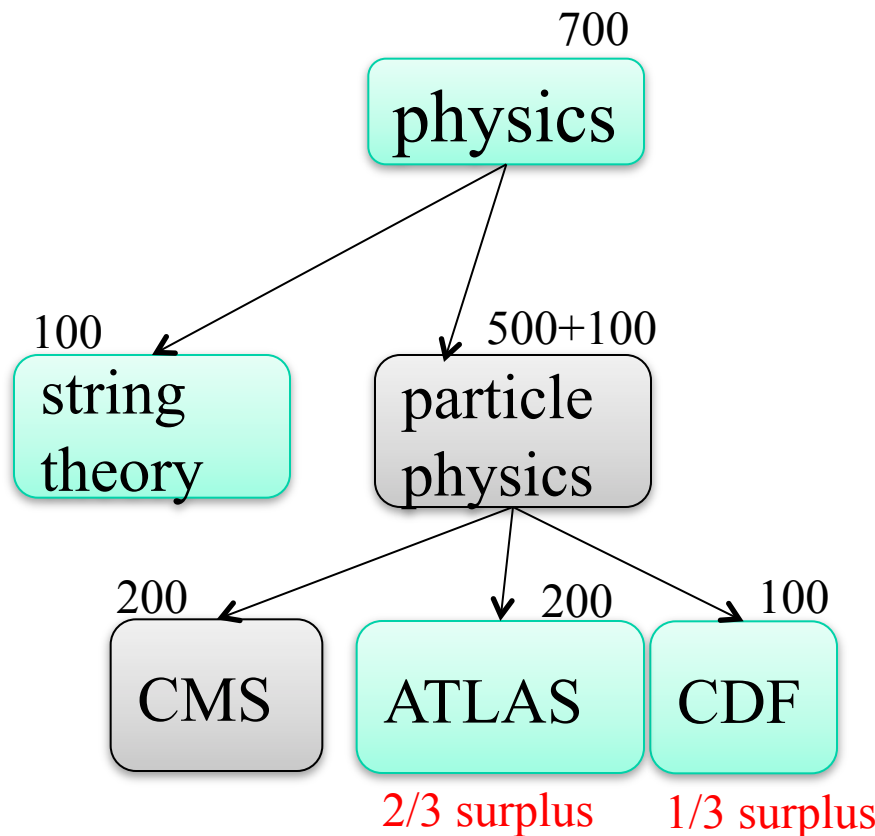 700
physics
100
500+100
string
theory
particle
physics
200
200
100
CMS
ATLAS
CDF
2/3 surplus
1/3 surplus